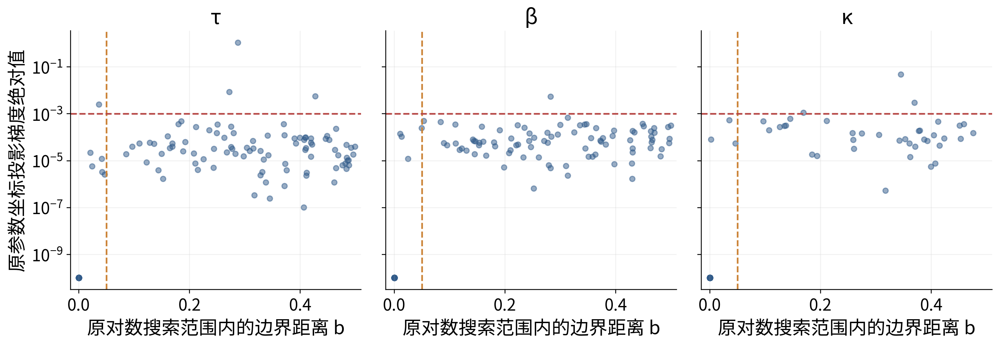 τ
β
κ
原参数坐标投影梯度绝对值
10⁻¹
10⁻³
10⁻⁵
10⁻⁷
10⁻⁹
0.0 0.2 0.4
0.0 0.2 0.4
0.0 0.2 0.4
原对数搜索范围内的边界距离 b
原对数搜索范围内的边界距离 b
原对数搜索范围内的边界距离 b